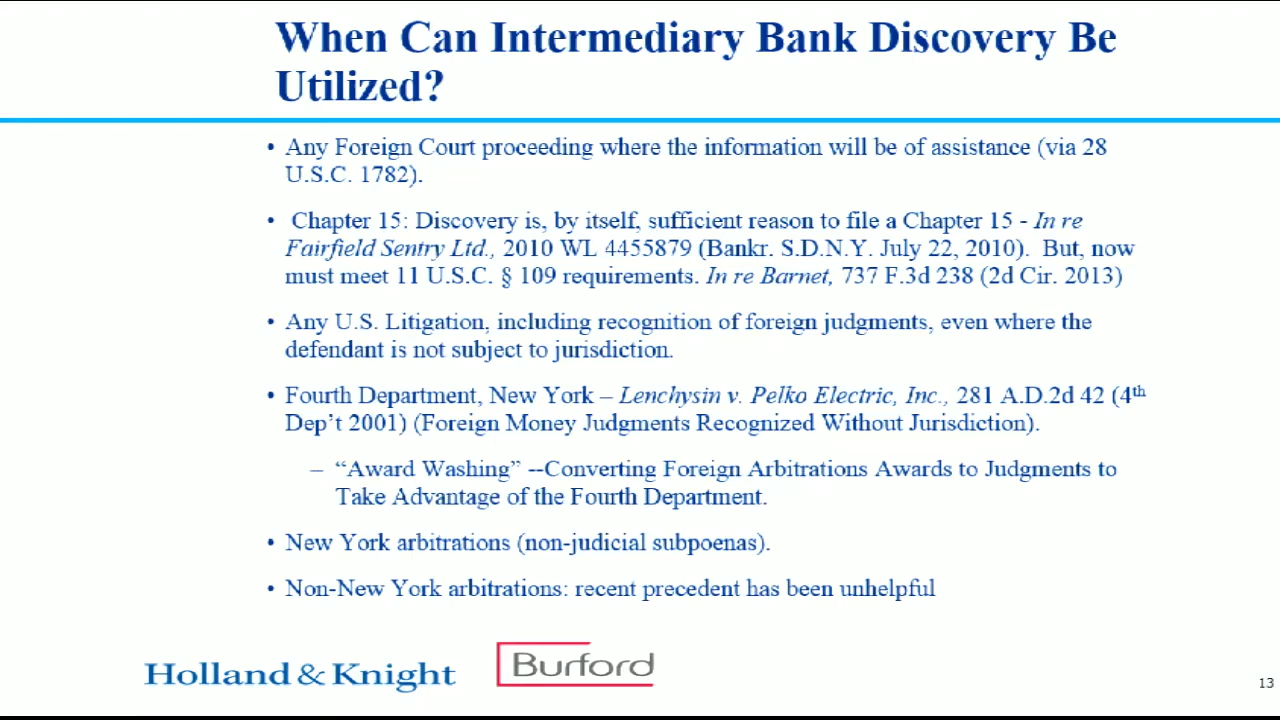 When Can Intermediary Bank Discovery Be
Utilized?
• Any Foreign Court proceeding where the information will be of assistance (via 28
U.S.C. 1782).
• Chapter 15: Discovery is, by itself, sufficient reason to file a Chapter 15 - In re
Fairfield Sentry Ltd., 2010 WL 4455879 (Bankr. S.D.N.Y. July 22, 2010). But, now
must meet 11 U.S.C. § 109 requirements. In re Barnet, 737 F.3d 238 (2d Cir. 2013)
• Any U.S. Litigation, including recognition of foreign judgments, even where the
defendant is not subject to jurisdiction.
• Fourth Department, New York – Lenchysin v. Pelko Electric, Inc., 281 A.D.2d 42 (4th
Dep't 2001) (Foreign Money Judgments Recognized Without Jurisdiction).
– “Award Washing” --Converting Foreign Arbitrations Awards to Judgments to
Take Advantage of the Fourth Department.
• New York arbitrations (non-judicial subpoenas).
• Non-New York arbitrations: recent precedent has been unhelpful
Holland & Knight
Burford
13